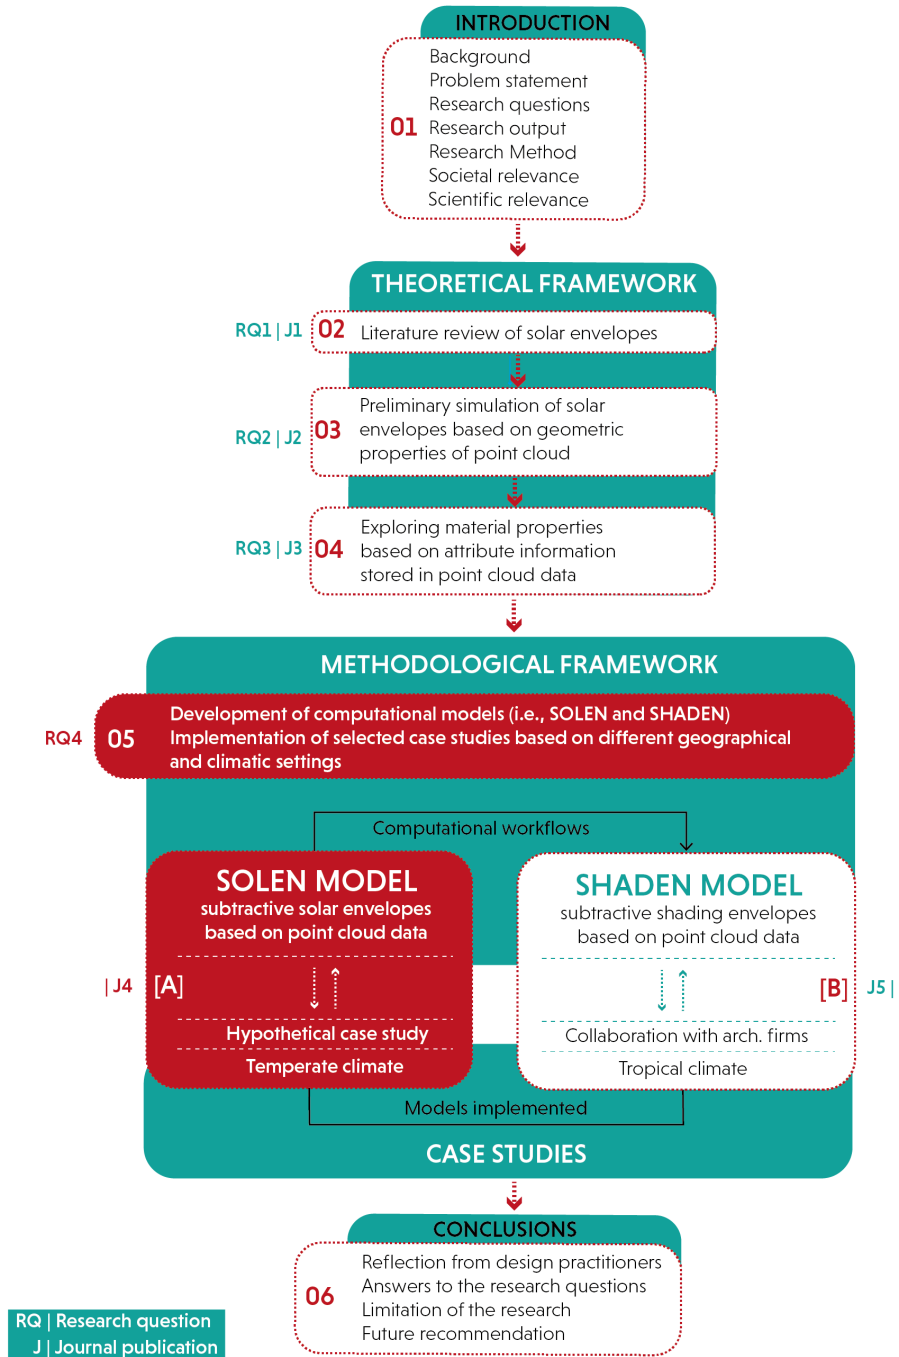 INTRODUCTION
Background
Problem statement
Research questions
01
Research output
Research Method
Societal relevance
Scientific relevance
THEORETICAL FRAMEWORK
RQ1 | J1
02
Literature review of solar envelopes
RQ2 | J2
03
Preliminary simulation of solar
envelopes based on geometric
properties of point cloud
RQ3 | J3
04
Exploring material properties
based on attribute information
stored in point cloud data
METHODOLOGICAL FRAMEWORK
RQ4
05
Development of computational models (i.e., SOLEN and SHADEN)
Implementation of selected case studies based on different geographical
and climatic settings
Computational workflows
SOLEN MODEL
subtractive solar envelopes
based on point cloud data
| J4
[A]
Hypothetical case study
Temperate climate
SHADEN MODEL
subtractive shading envelopes
based on point cloud data
[B]
J5 |
Collaboration with arch. firms
Tropical climate
Models implemented
CASE STUDIES
CONCLUSIONS
06
Reflection from design practitioners
Answers to the research questions
Limitation of the research
Future recommendation
RQ | Research question
J | Journal publication